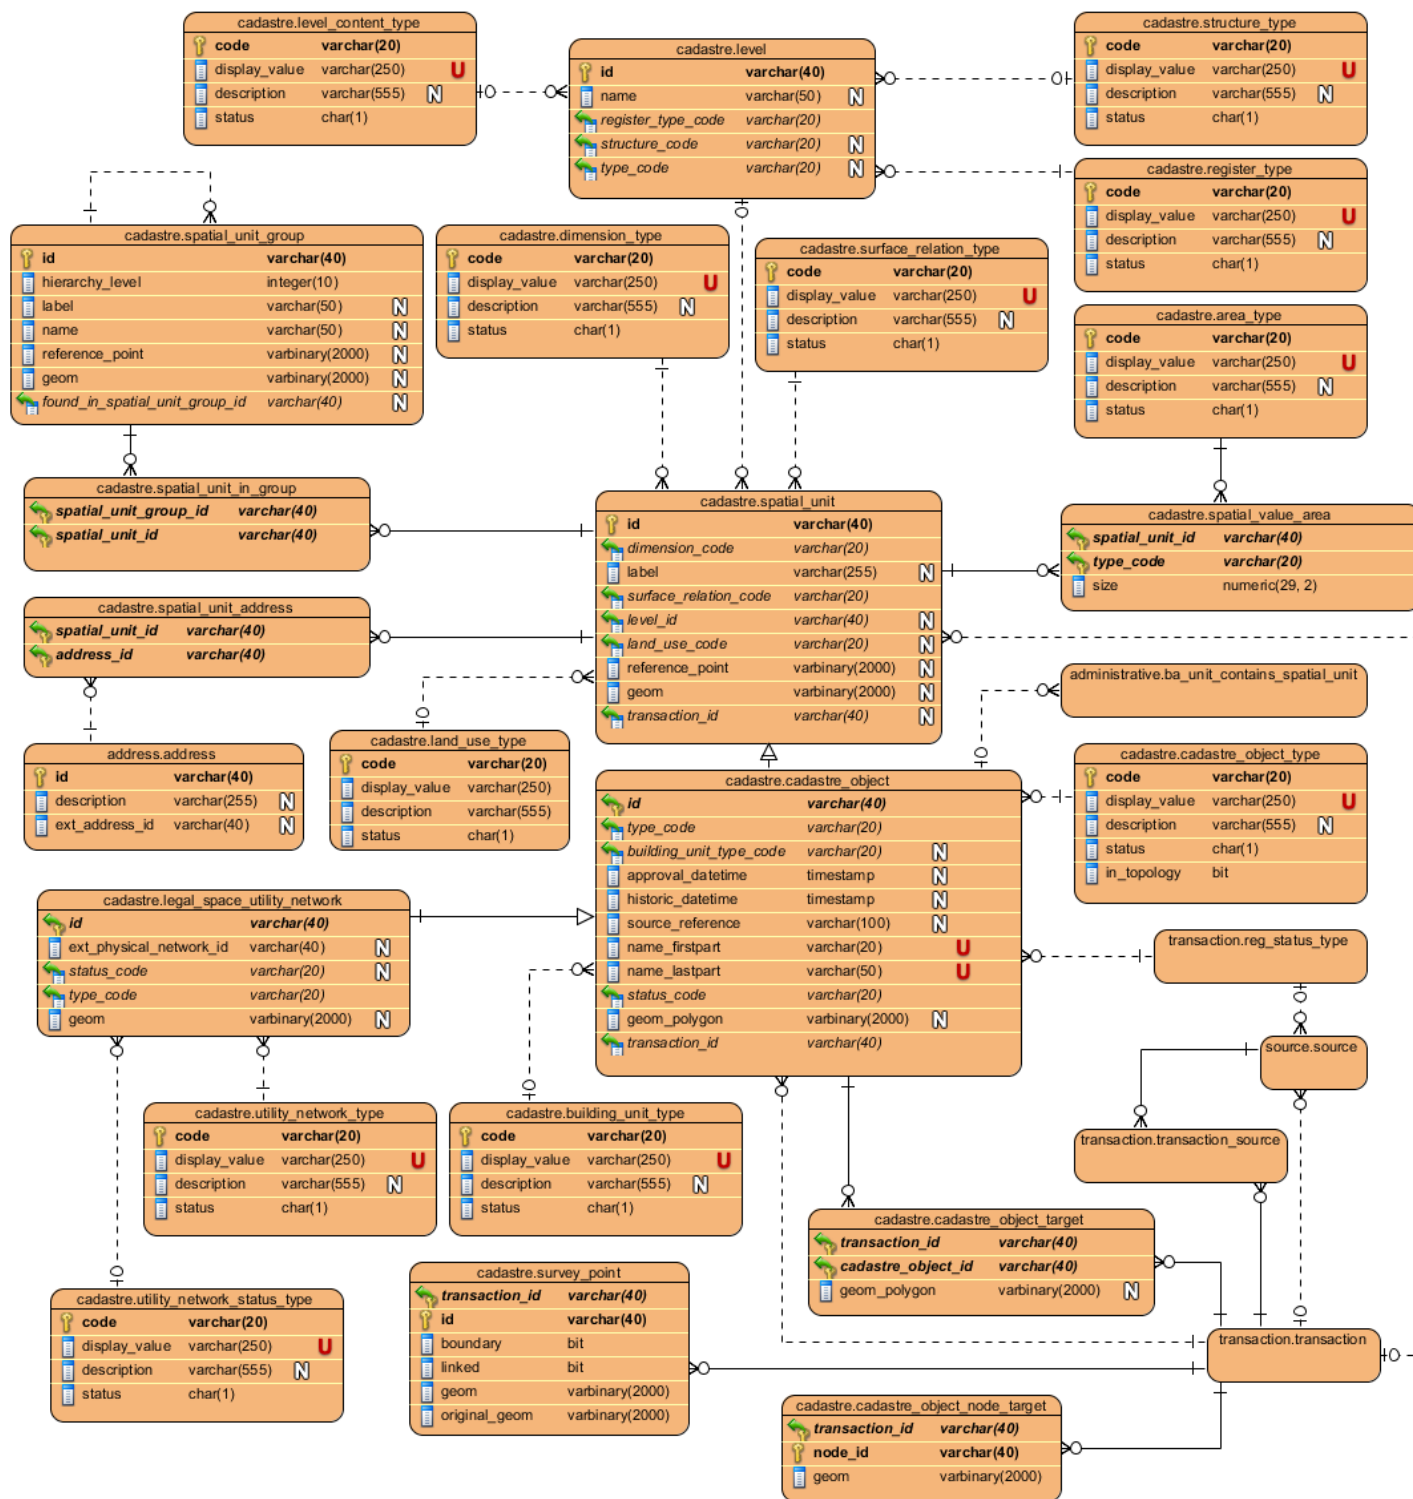 cadastre.level_content_type
code varchar(20)
display_value varchar(250) U
description varchar(555) N
status char(1)
cadastre.level
id varchar(40)
name varchar(50) N
register_type_code varchar(20)
structure_code varchar(20) N
type_code varchar(20) N
cadastre.structure_type
code varchar(20)
display_value varchar(250) U
description varchar(555) N
status char(1)
cadastre.register_type
code varchar(20)
display_value varchar(250) U
description varchar(555) N
status char(1)
cadastre.spatial_unit_group
id varchar(40)
hierarchy_level integer(10)
label varchar(50) N
name varchar(50) N
reference_point varbinary(2000) N
geom varbinary(2000) N
found_in_spatial_unit_group_id varchar(40) N
cadastre.dimension_type
code varchar(20)
display_value varchar(250) U
description varchar(555) N
status char(1)
cadastre.surface_relation_type
code varchar(20)
display_value varchar(250) U
description varchar(555) N
status char(1)
cadastre.area_type
code varchar(20)
display_value varchar(250) U
description varchar(555) N
status char(1)
cadastre.spatial_unit_in_group
spatial_unit_group_id varchar(40)
spatial_unit_id varchar(40)
cadastre.spatial_unit
id varchar(40)
dimension_code varchar(20)
label varchar(255) N
surface_relation_code varchar(20)
level_id varchar(40) N
land_use_code varchar(20) N
reference_point varbinary(2000) N
geom varbinary(2000) N
transaction_id varchar(40) N
cadastre.spatial_value_area
spatial_unit_id varchar(40)
type_code varchar(20)
size numeric(29, 2)
cadastre.spatial_unit_address
spatial_unit_id varchar(40)
address_id varchar(40)
administrative.ba_unit_contains_spatial_unit
address.address
id varchar(40)
description varchar(255) N
ext_address_id varchar(40) N
cadastre.land_use_type
code varchar(20)
display_value varchar(250)
description varchar(555)
status char(1)
cadastre.cadastre_object
id varchar(40)
type_code varchar(20)
building_unit_type_code varchar(20) N
approval_datetime timestamp N
historic_datetime timestamp N
source_reference varchar(100) N
name_firstpart varchar(20) U
name_lastpart varchar(50) U
status_code varchar(20)
geom_polygon varbinary(2000) N
transaction_id varchar(40)
cadastre.cadastre_object_type
code varchar(20)
display_value varchar(250) U
description varchar(555) N
status char(1)
in_topology bit
cadastre.legal_space_utility_network
id varchar(40)
ext_physical_network_id varchar(40) N
status_code varchar(20) N
type_code varchar(20)
geom varbinary(2000) N
transaction.reg_status_type
source.source
transaction.transaction_source
cadastre.utility_network_type
code varchar(20)
display_value varchar(250) U
description varchar(555) N
status char(1)
cadastre.building_unit_type
code varchar(20)
display_value varchar(250) U
description varchar(555) N
status char(1)
cadastre.cadastre_object_target
transaction_id varchar(40)
cadastre_object_id varchar(40)
geom_polygon varbinary(2000) N
cadastre.utility_network_status_type
code varchar(20)
display_value varchar(250) U
description varchar(555) N
status char(1)
cadastre.survey_point
transaction_id varchar(40)
id varchar(40)
boundary bit
linked bit
geom varbinary(2000)
original_geom varbinary(2000)
transaction.transaction
cadastre.cadastre_object_node_target
transaction_id varchar(40)
node_id varchar(40)
geom varbinary(2000)